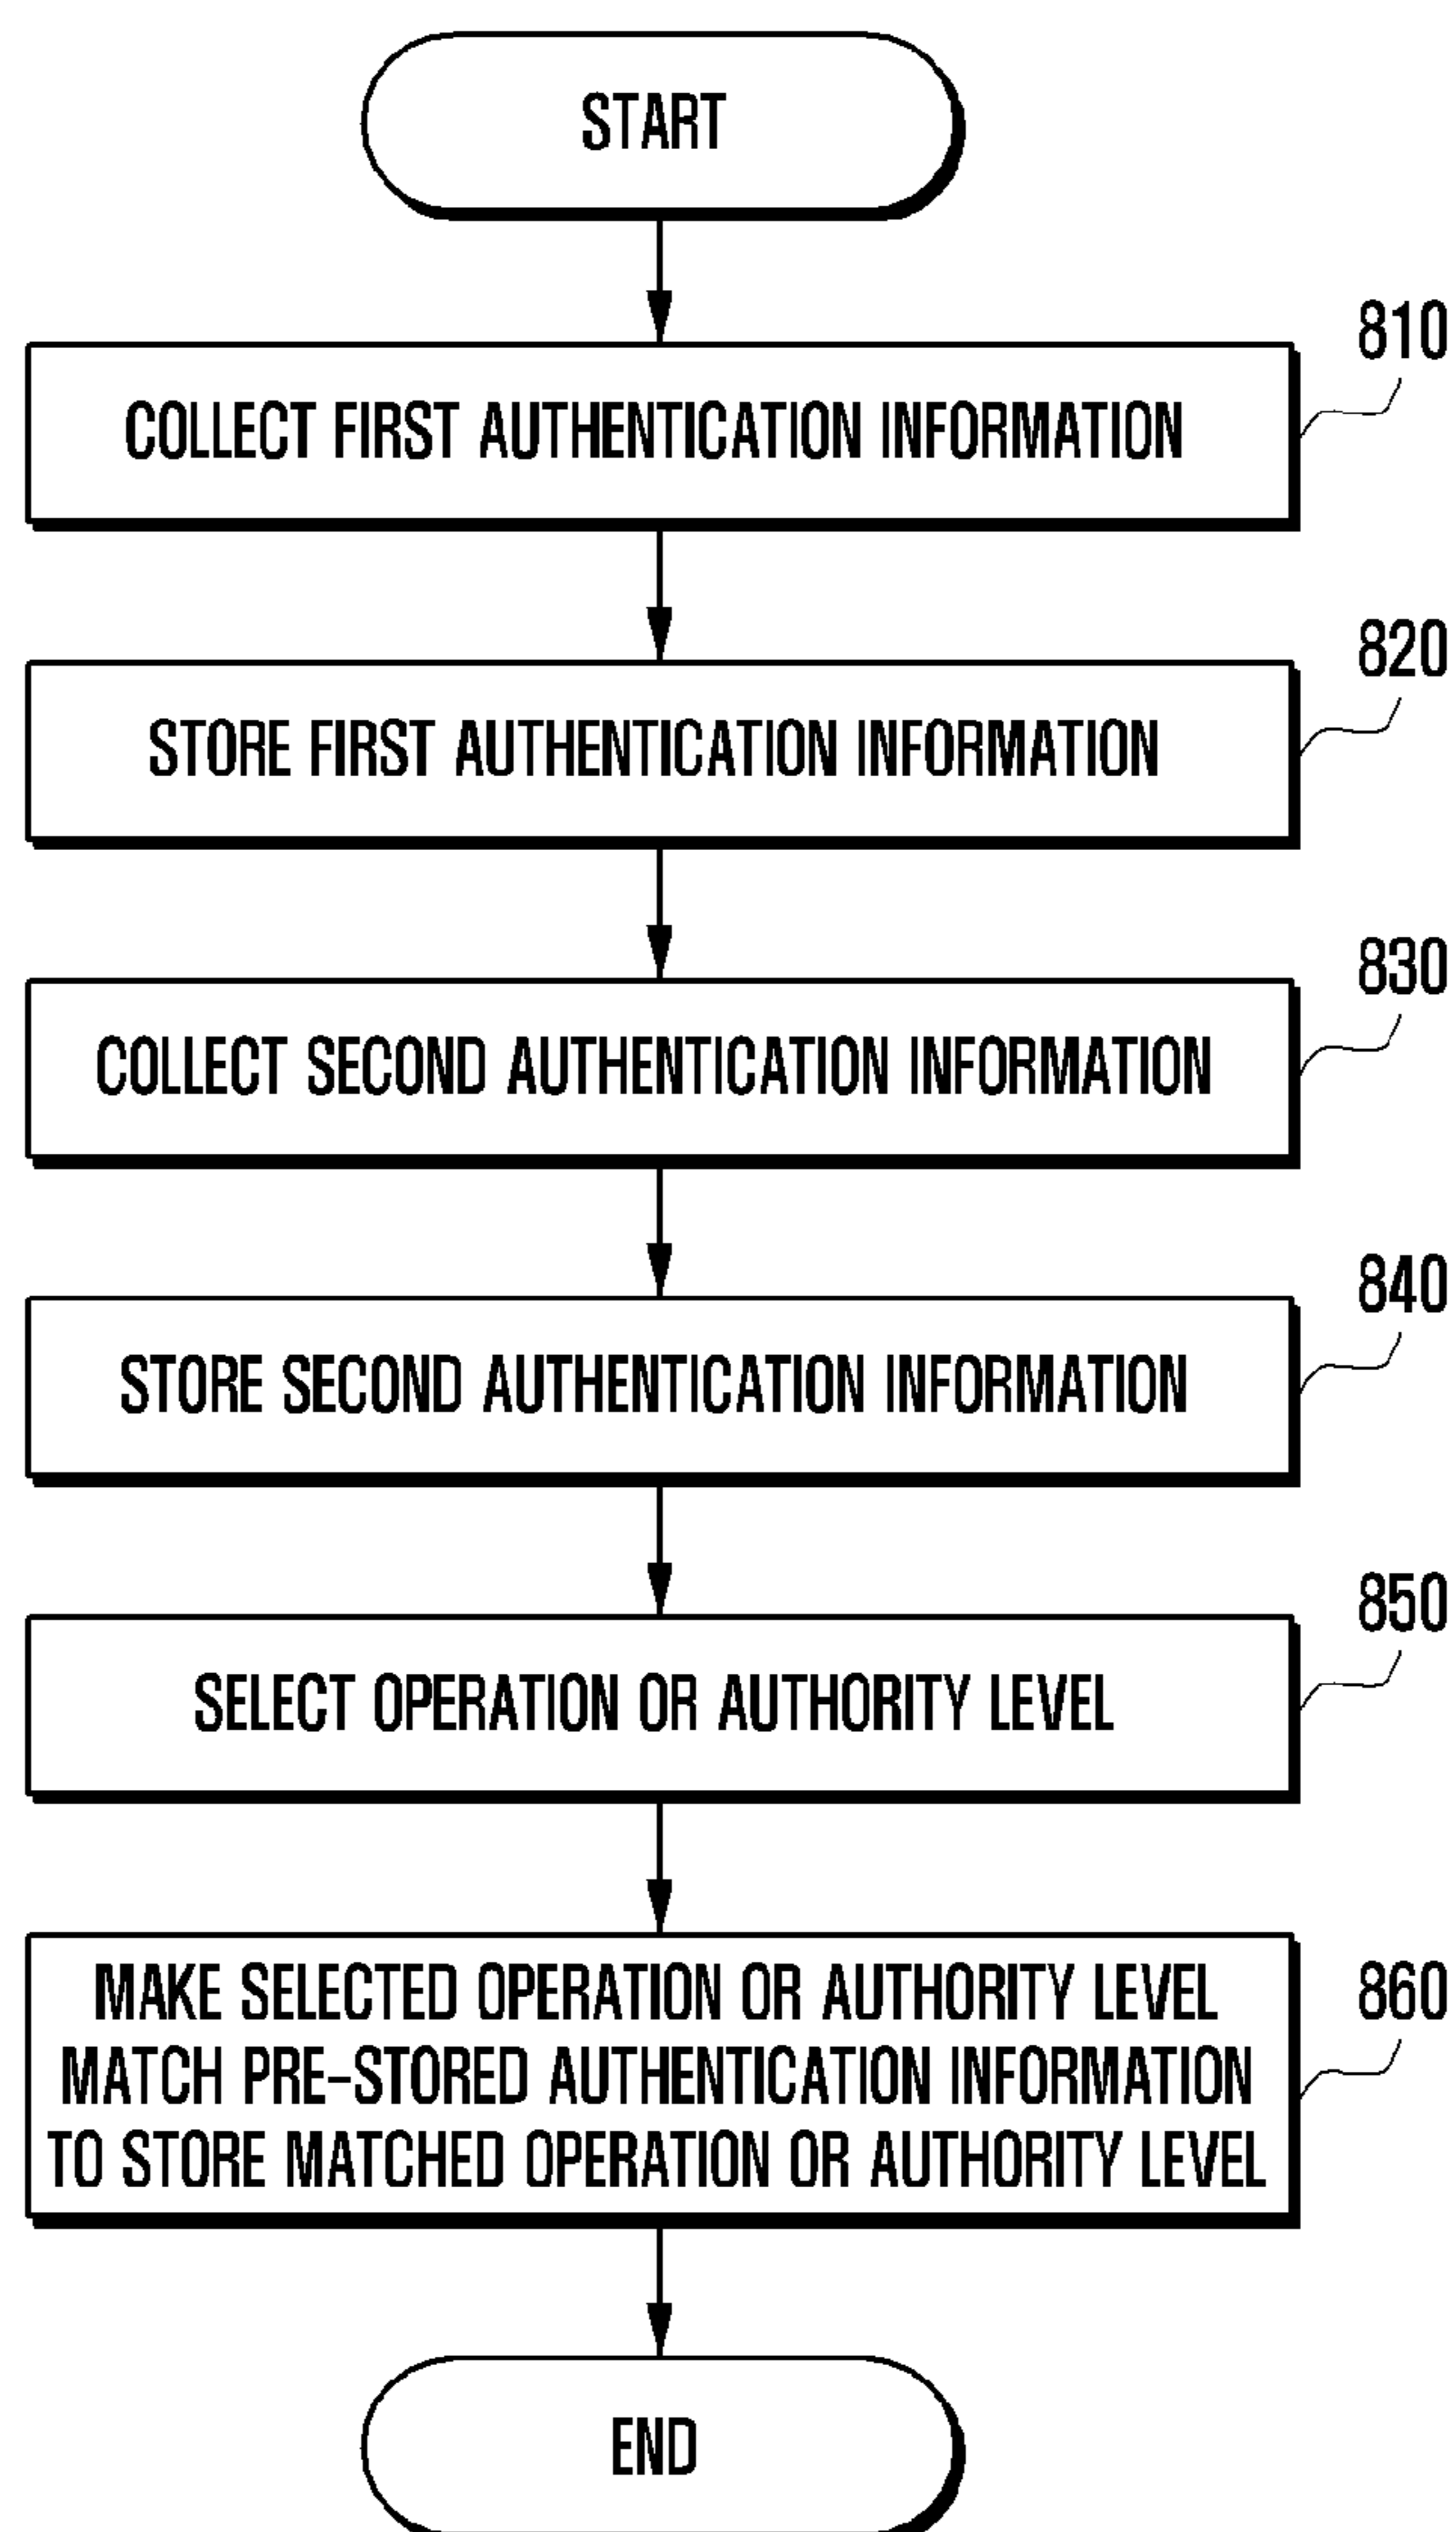 START
810
COLLECT FIRST AUTHENTICATION INFORMATION
820
STORE FIRST AUTHENTICATION INFORMATION
830
COLLECT SECOND AUTHENTICATION INFORMATION
840
STORE SECOND AUTHENTICATION INFORMATION
850
SELECT OPERATION OR AUTHORITY LEVEL
860
MAKE SELECTED OPERATION OR AUTHORITY LEVEL
MATCH PRE-STORED AUTHENTICATION INFORMATION
TO STORE MATCHED OPERATION OR AUTHORITY LEVEL
END